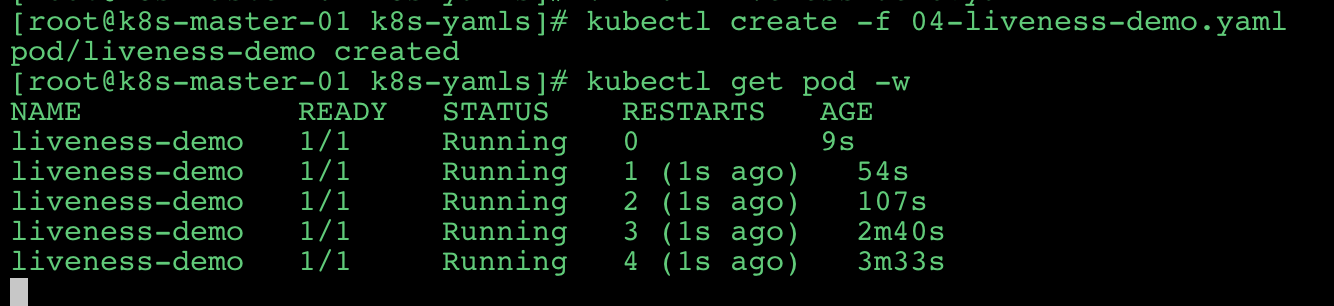 [root@k8s-master-01 k8s-yamls]# kubectl create -f 04-liveness-demo.yaml
pod/liveness-demo created
[root@k8s-master-01 k8s-yamls]# kubectl get pod -w
NAME READY STATUS RESTARTS AGE
liveness-demo 1/1 Running 0 9s
liveness-demo 1/1 Running 1 (1s ago) 54s
liveness-demo 1/1 Running 2 (1s ago) 107s
liveness-demo 1/1 Running 3 (1s ago) 2m40s
liveness-demo 1/1 Running 4 (1s ago) 3m33s